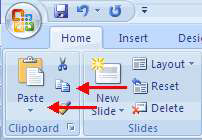 Home Insert Desi
Paste
New Slide
Layout
Reset
Delete
Clipboard Slides